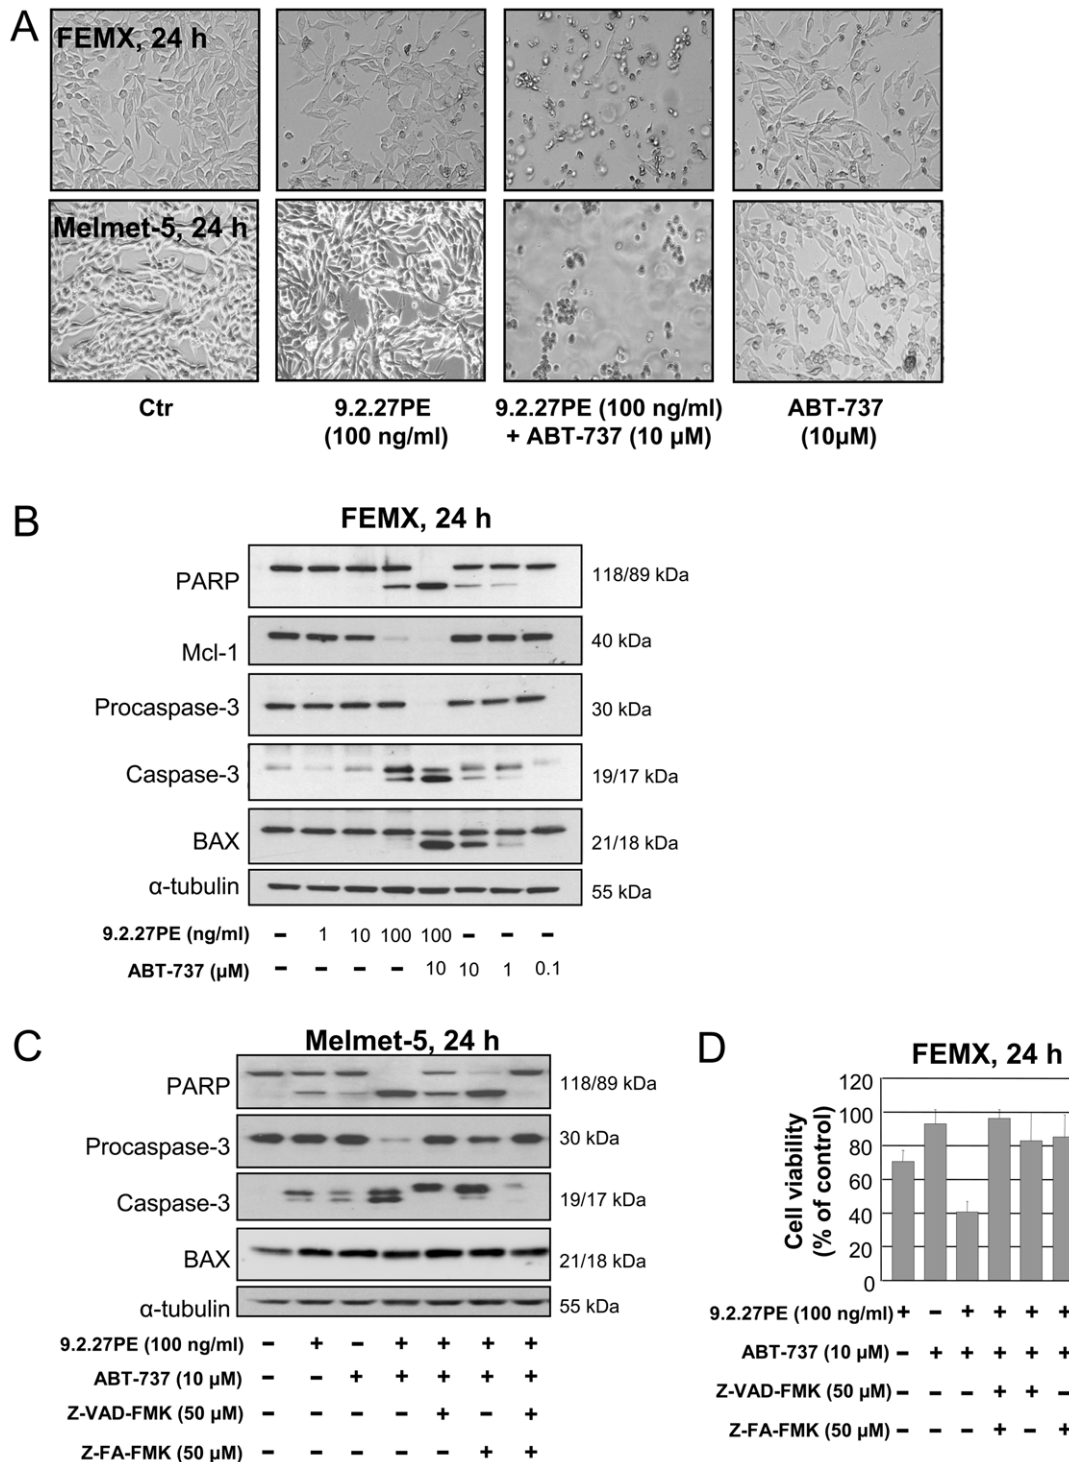 A
FEMX, 24 h
Melmet-5, 24 h
Ctr
9.2.27PE
(100 ng/ml)
9.2.27PE (100 ng/ml)
+ ABT-737 (10 µM)
ABT-737
(10µM)
B
FEMX, 24 h
PARP
118/89 kDa
Mcl-1
40 kDa
Procaspase-3
30 kDa
Caspase-3
19/17 kDa
BAX
21/18 kDa
α-tubulin
55 kDa
9.2.27PE (ng/ml) – 1 10 100 100 – – –
ABT-737 (µM) – – – – 10 10 1 0.1
C
Melmet-5, 24 h
PARP
118/89 kDa
Procaspase-3
30 kDa
Caspase-3
19/17 kDa
BAX
21/18 kDa
α-tubulin
55 kDa
9.2.27PE (100 ng/ml) – + – + + + +
ABT-737 (10 µM) – – + + + + +
Z-VAD-FMK (50 µM) – – – – + – +
Z-FA-FMK (50 µM) – – – – – + +
D
FEMX, 24 h
Cell viability
(% of control)
120
100
80
60
40
20
0
9.2.27PE (100 ng/ml) + – + + + +
ABT-737 (10 µM) – + + + + +
Z-VAD-FMK (50 µM) – – – + + –
Z-FA-FMK (50 µM) – – – + – +